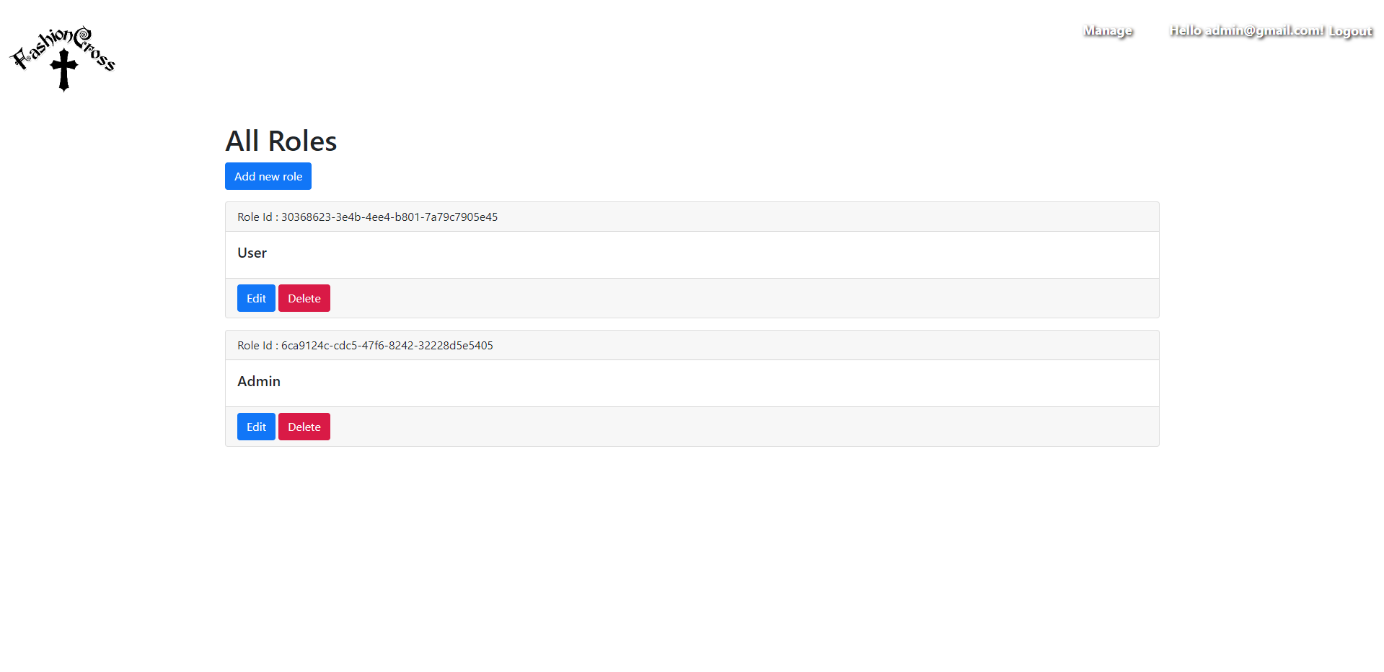 FashionCross
Manage Hello admin@gmail.com! Logout
All Roles
Add new role
Role Id : 30368623-3e4b-4ee4-b801-7a79c7905e45
User
Edit Delete
Role Id : 6ca9124c-cdc5-47f6-8242-32228d5e5405
Admin
Edit Delete